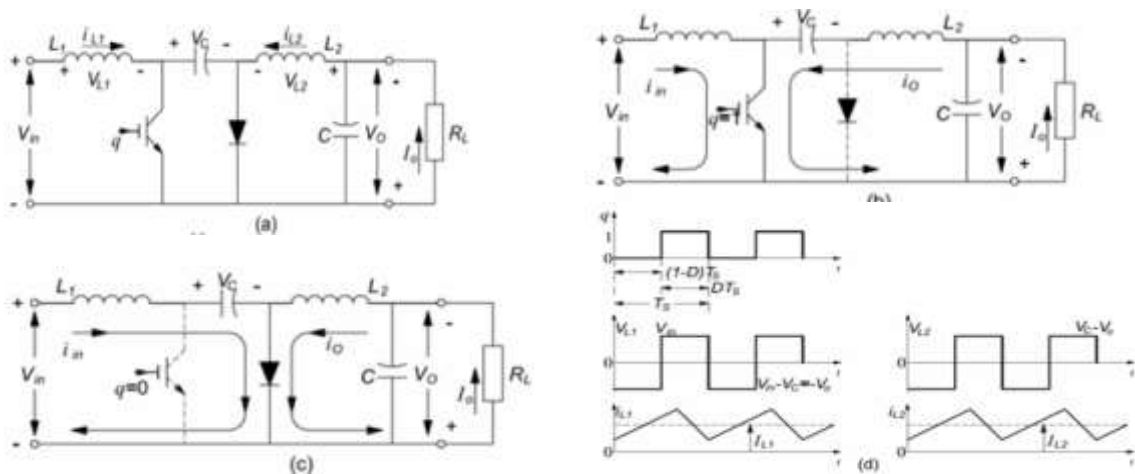 L1 iL1 + VC - iL2 L2
+ + VL1 - - VL2 + -
Vin q C VO Io RL
- +
(a)
L1 + VC - L2
+ -
iin iO
Vin q=1 C VO Io RL
- +
(b)
L1 + VC - L2
+ -
iin iO
Vin q=0 C VO Io RL
- +
(c)
q
1
0 t
(1-D)TS
DTS
TS
VL1 Vin
0
Vin-VC=-Vo
iL1
IL1
0 t
VL2 VC-Vo
0
iL2
IL2
0 t
(d)